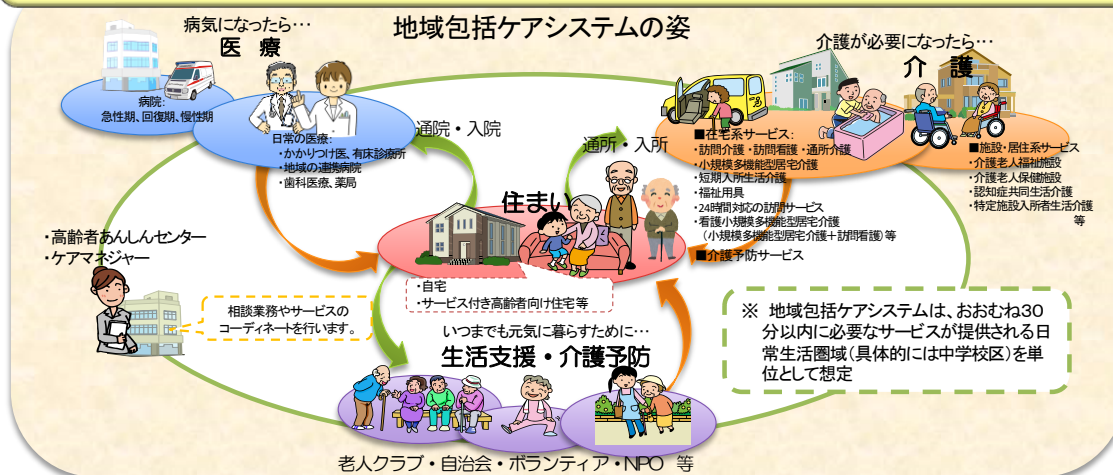 地域包括ケアシステムの姿
病気になったら…
医 療
病院:
急性期、回復期、慢性期
日常の医療:
・かかりつけ医、有床診療所
・地域の連携病院
・歯科医療、薬局
通院・入院
介護が必要になったら…
介 護
通所・入所
■在宅系サービス:
・訪問介護・訪問看護・通所介護
・小規模多機能型居宅介護
・短期入所生活介護
・福祉用具
・24時間対応の訪問サービス
・看護小規模多機能型居宅介護
（小規模多機能型居宅介護＋訪問看護）等
■介護予防サービス
■施設・居住系サービス
・介護老人福祉施設
・介護老人保健施設
・認知症共同生活介護
・特定施設入所者生活介護
等
住まい
・自宅
・サービス付き高齢者向け住宅等
・高齢者あんしんセンター
・ケアマネジャー
相談業務やサービスの
コーディネートを行います。
いつまでも元気に暮らすために…
生活支援・介護予防
老人クラブ・自治会・ボランティア・NPO 等
※ 地域包括ケアシステムは、おおむね30
分以内に必要なサービスが提供される日
常生活圏域（具体的には中学校区）を単
位として想定